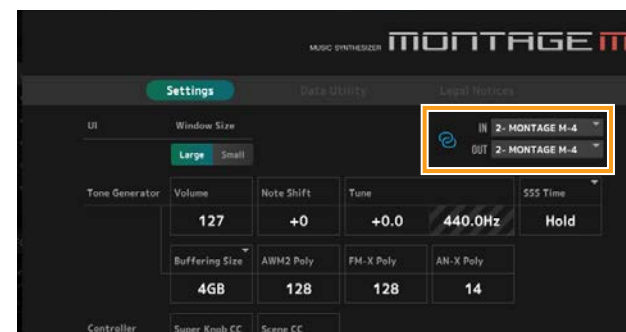 MUSIC SYNTHESIZER MONTAGE M
Settings Data Utility Legal Notices
UI Window Size IN 2- MONTAGE M-4
Large Small OUT 2- MONTAGE M-4
Tone Generator Volume Note Shift Tune SSS Time
127 +0 +0.0 440.0Hz Hold
Buffering Size AWM2 Poly FM-X Poly AN-X Poly
4GB 128 128 14
Controller Super Knob CC Scene CC